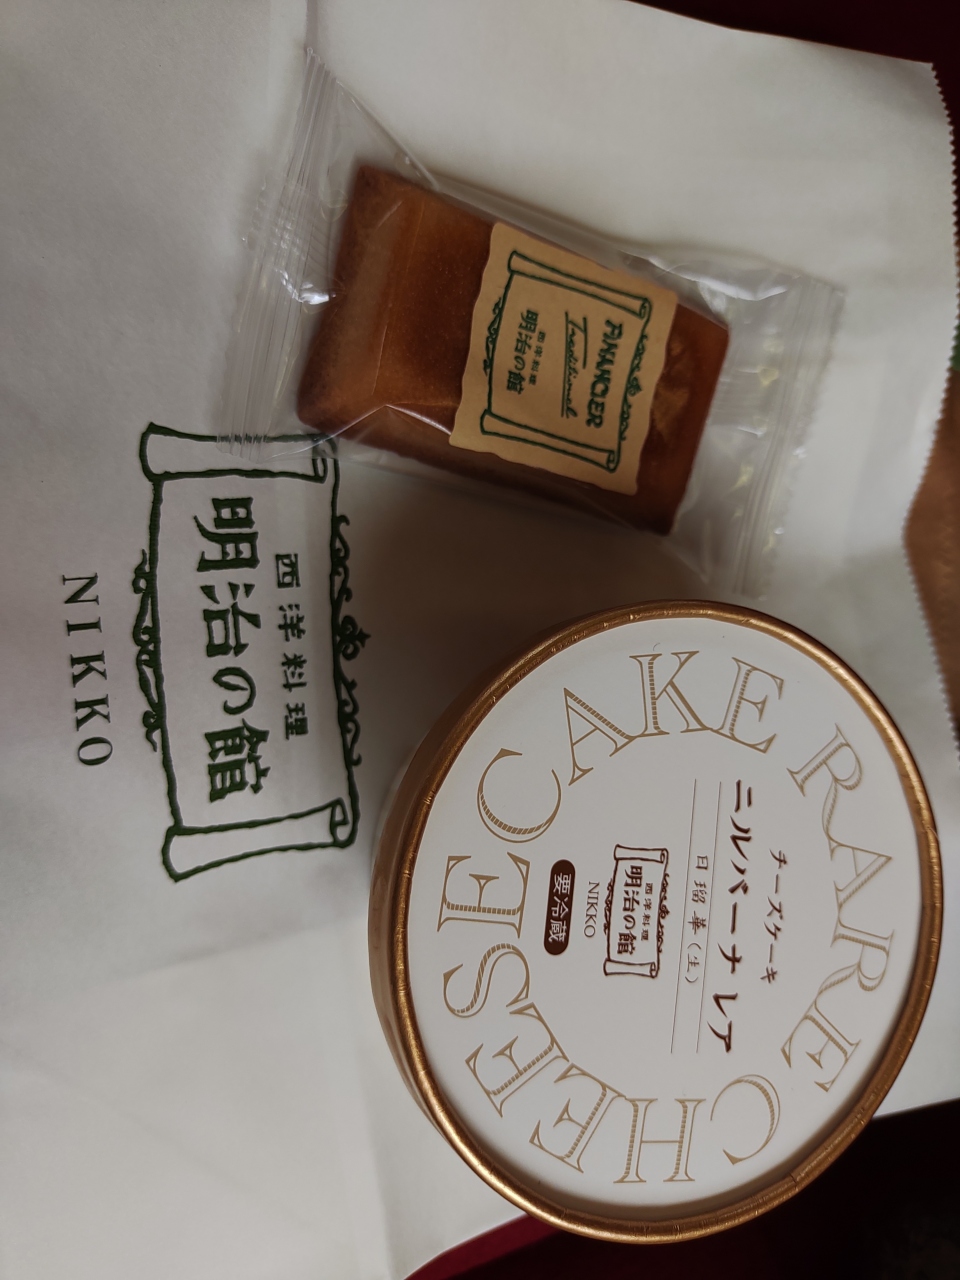 FINANCIER
Traditionnel
西洋料理
明治の館
西洋料理
明治の館
NIKKO
RARE CHEESECAKE
チーズケーキ
ニルバーナ レア
日瑠華(生)
西洋料理
明治の館
NIKKO
要冷蔵